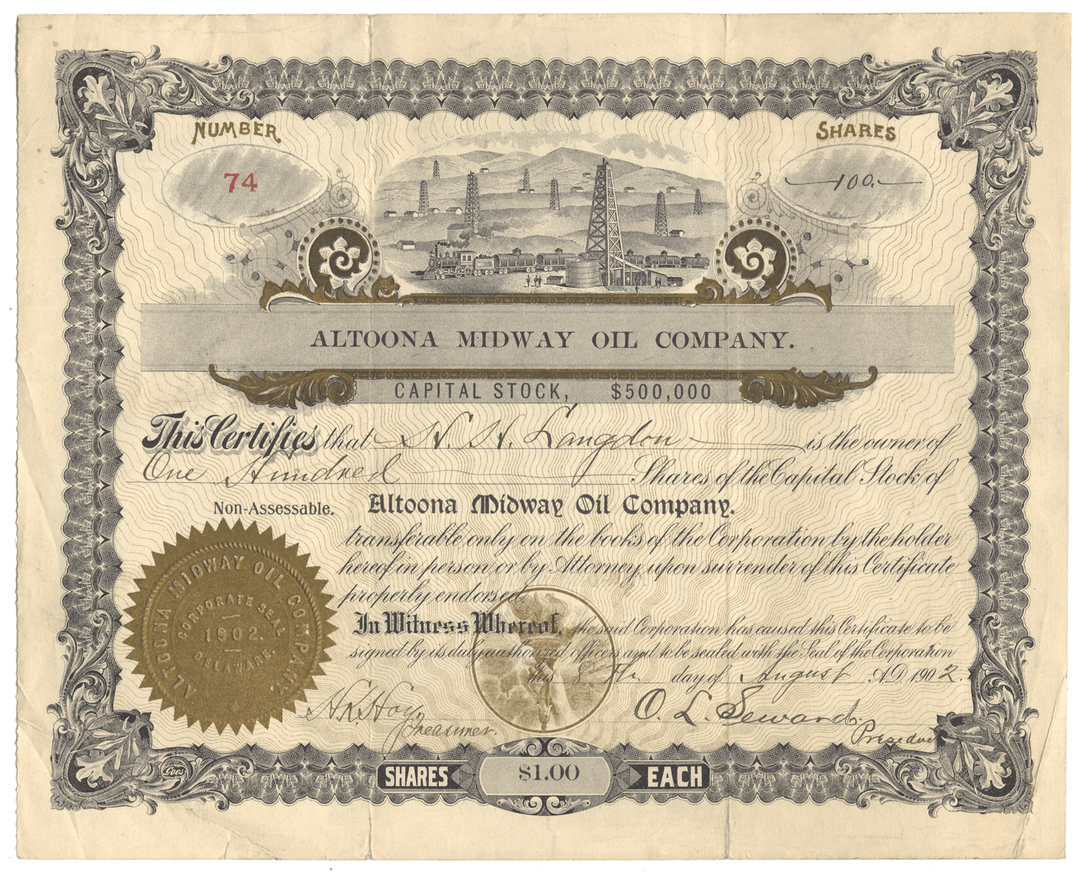 NUMBER
SHARES
74
100.
ALTOONA MIDWAY OIL COMPANY.
CAPITAL STOCK, $500,000
This Certifies that H. H. Langdon is the owner of
One Hundred Shares of the Capital Stock of
Non-Assessable. Altoona Midway Oil Company.
transferable only on the books of the Corporation by the holder
hereof in person or by Attorney upon surrender of this Certificate
properly endorsed
In Witness Whereof, the said Corporation has caused this Certificate to be
signed by its duly authorized officers and to be sealed with the Seal of the Corporation
this 8th. day of August A.D. 1902.
ALTOONA MIDWAY OIL COMPANY.
CORPORATE SEAL
1902.
DELAWARE.
O. L. Seward.
President
Treasurer.
SHARES $1.00 EACH